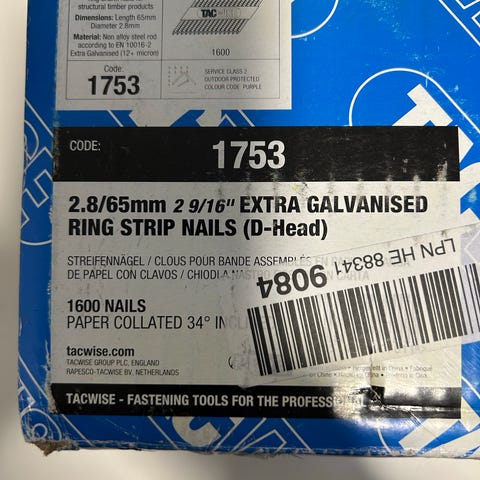 structural timber products
Dimensions: Length 65mm
Diameter 2.8mm
Material: Non alloy steel rod
according to EN 10016-2
Extra Galvanised (12+ micron)
TACWISE
1600
Code:
1753
SERVICE CLASS 2
OUTDOOR PROTECTED
COLOUR CODE: PURPLE
CODE:
1753
2.8/65mm 2 9/16" EXTRA GALVANISED
RING STRIP NAILS (D-Head)
STREIFENNÄGEL / CLOUS POUR BANDE ASSEMBLÉS EN
DE PAPEL CON CLAVOS / CHIODI A NASTRO IN CARTA
LPN HE 88341
9084
1600 NAILS
PAPER COLLATED 34°
tacwise.com
TACWISE GROUP PLC, ENGLAND
RAPESCO-TACWISE BV, NETHERLANDS
TACWISE - FASTENING TOOLS FOR THE